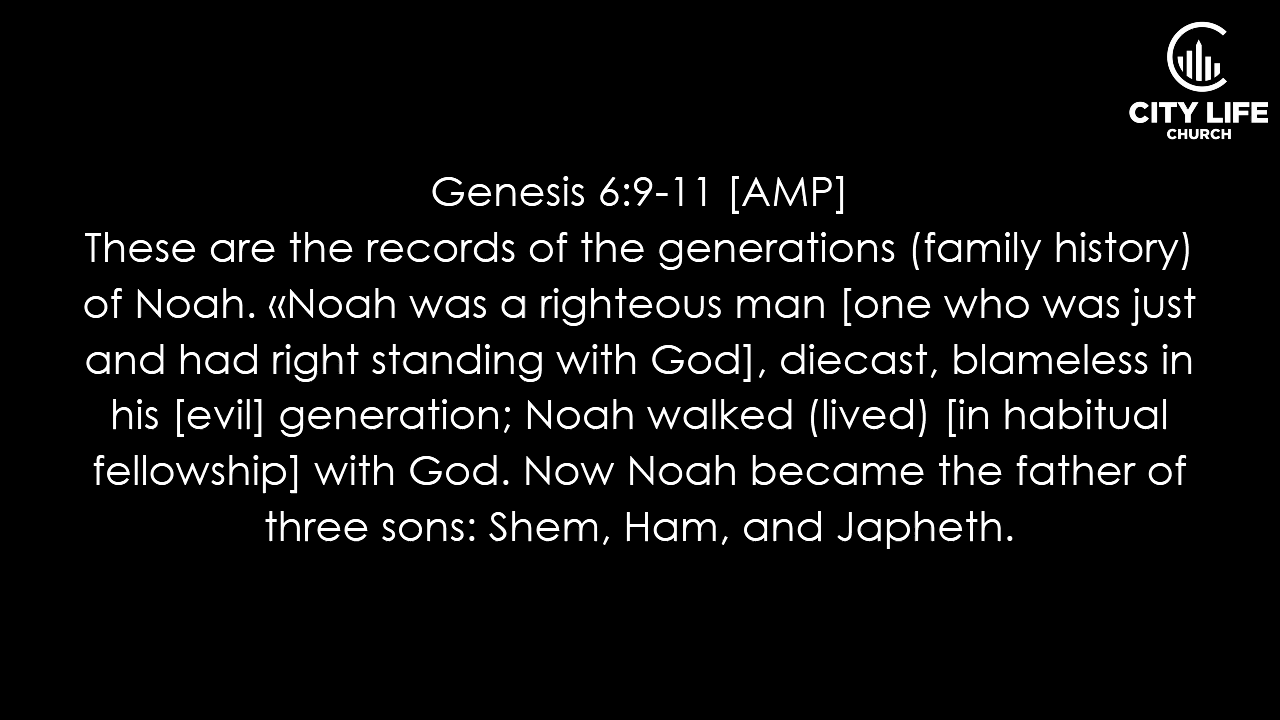 CITY LIFE
CHURCH
Genesis 6:9-11 [AMP]
These are the records of the generations (family history)
of Noah. «Noah was a righteous man [one who was just
and had right standing with God], diecast, blameless in
his [evil] generation; Noah walked (lived) [in habitual
fellowship] with God. Now Noah became the father of
three sons: Shem, Ham, and Japheth.